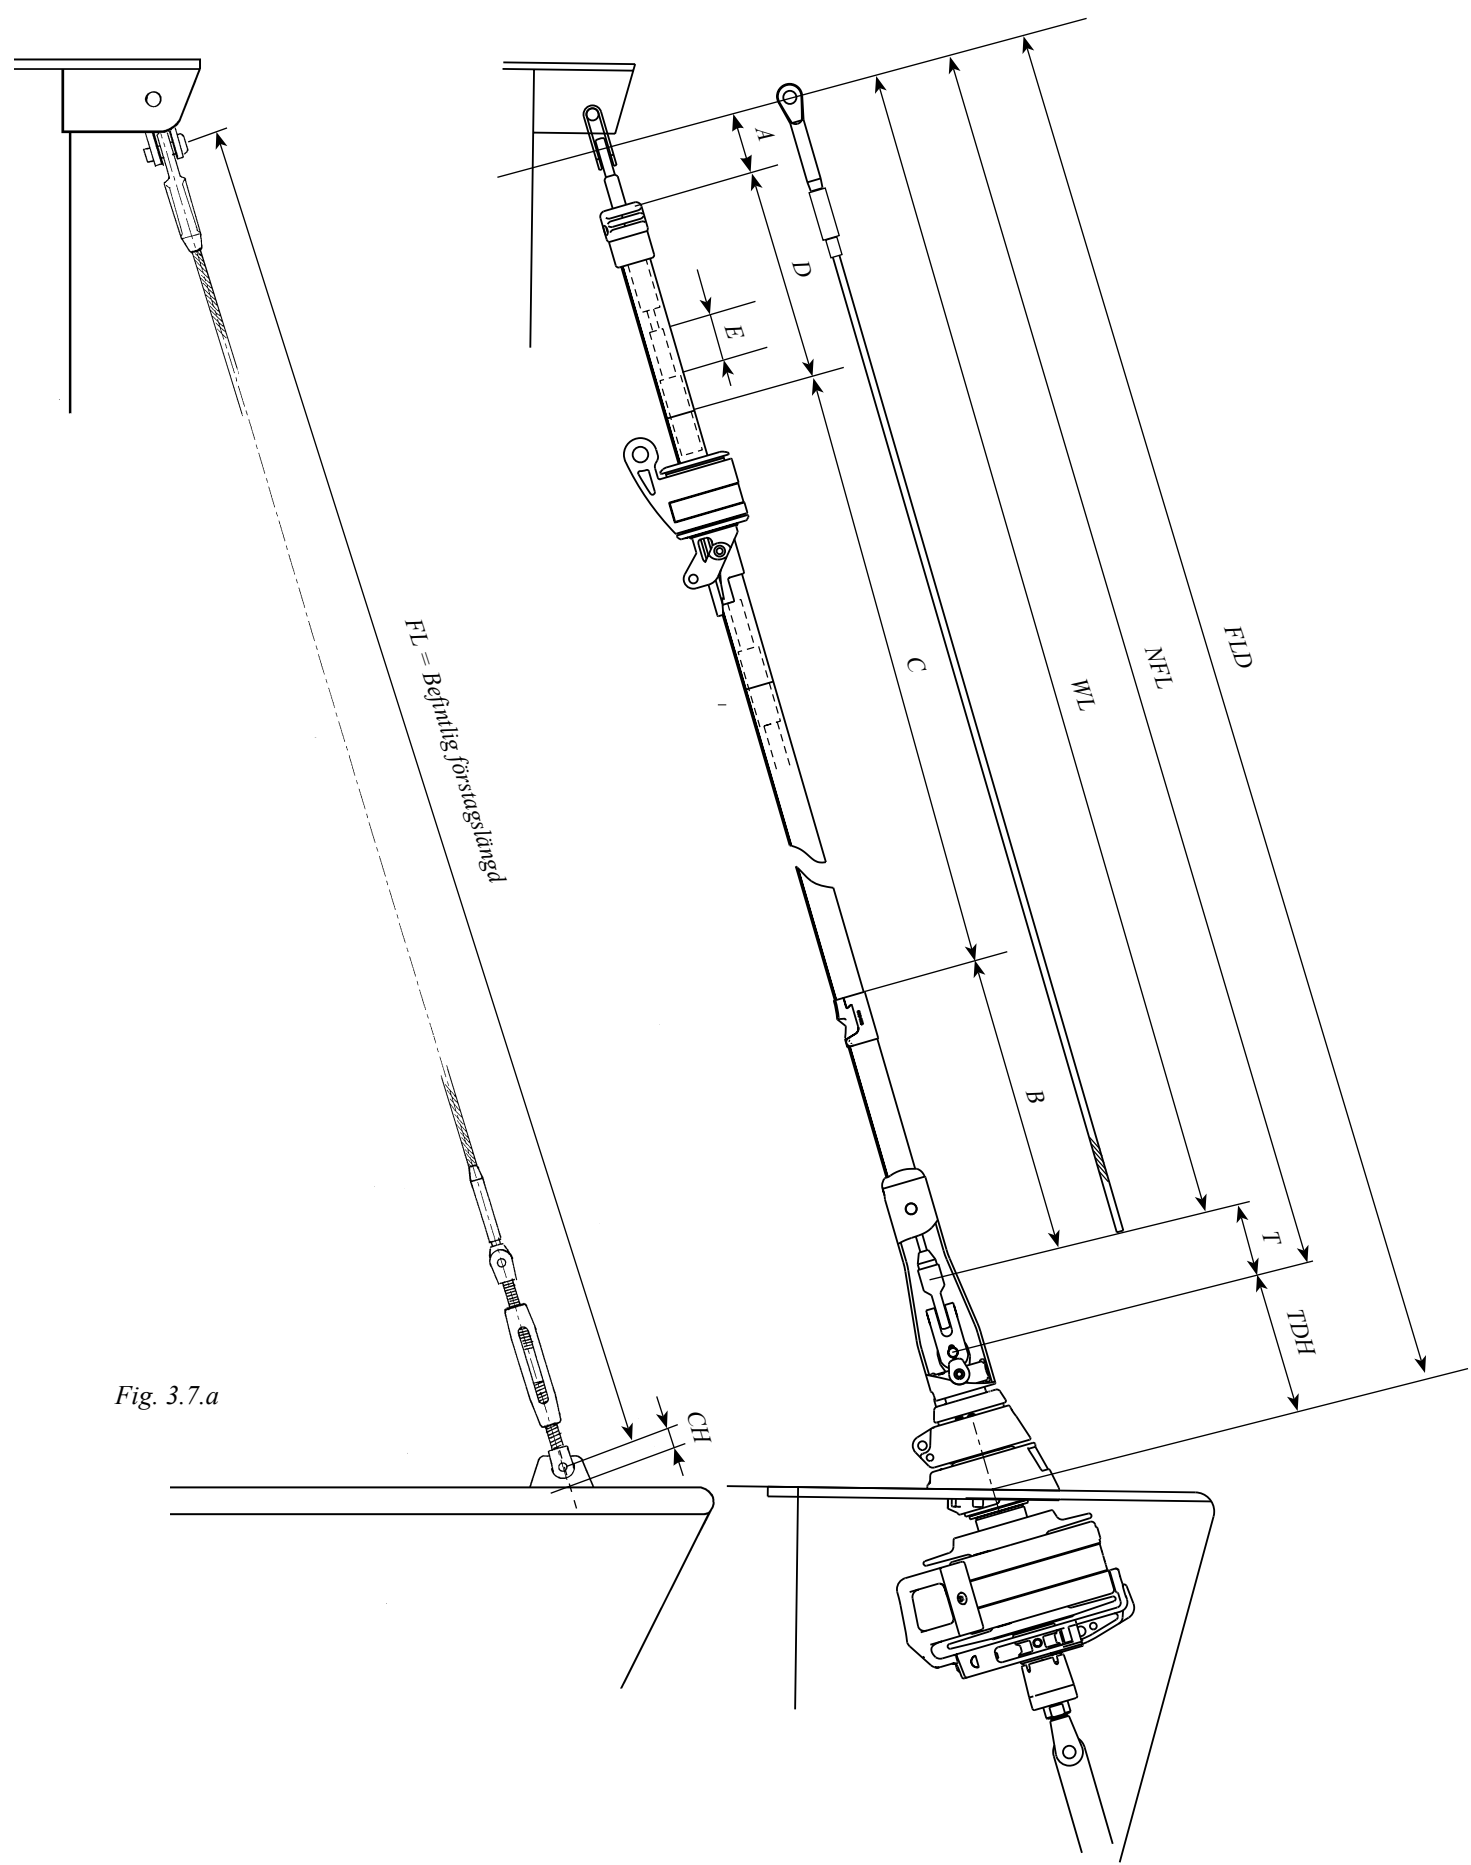 A
D
E
FLD
FL = Befintlig förstagslängd
NFL
C
WL
B
T
TDH
Fig. 3.7.a
CH